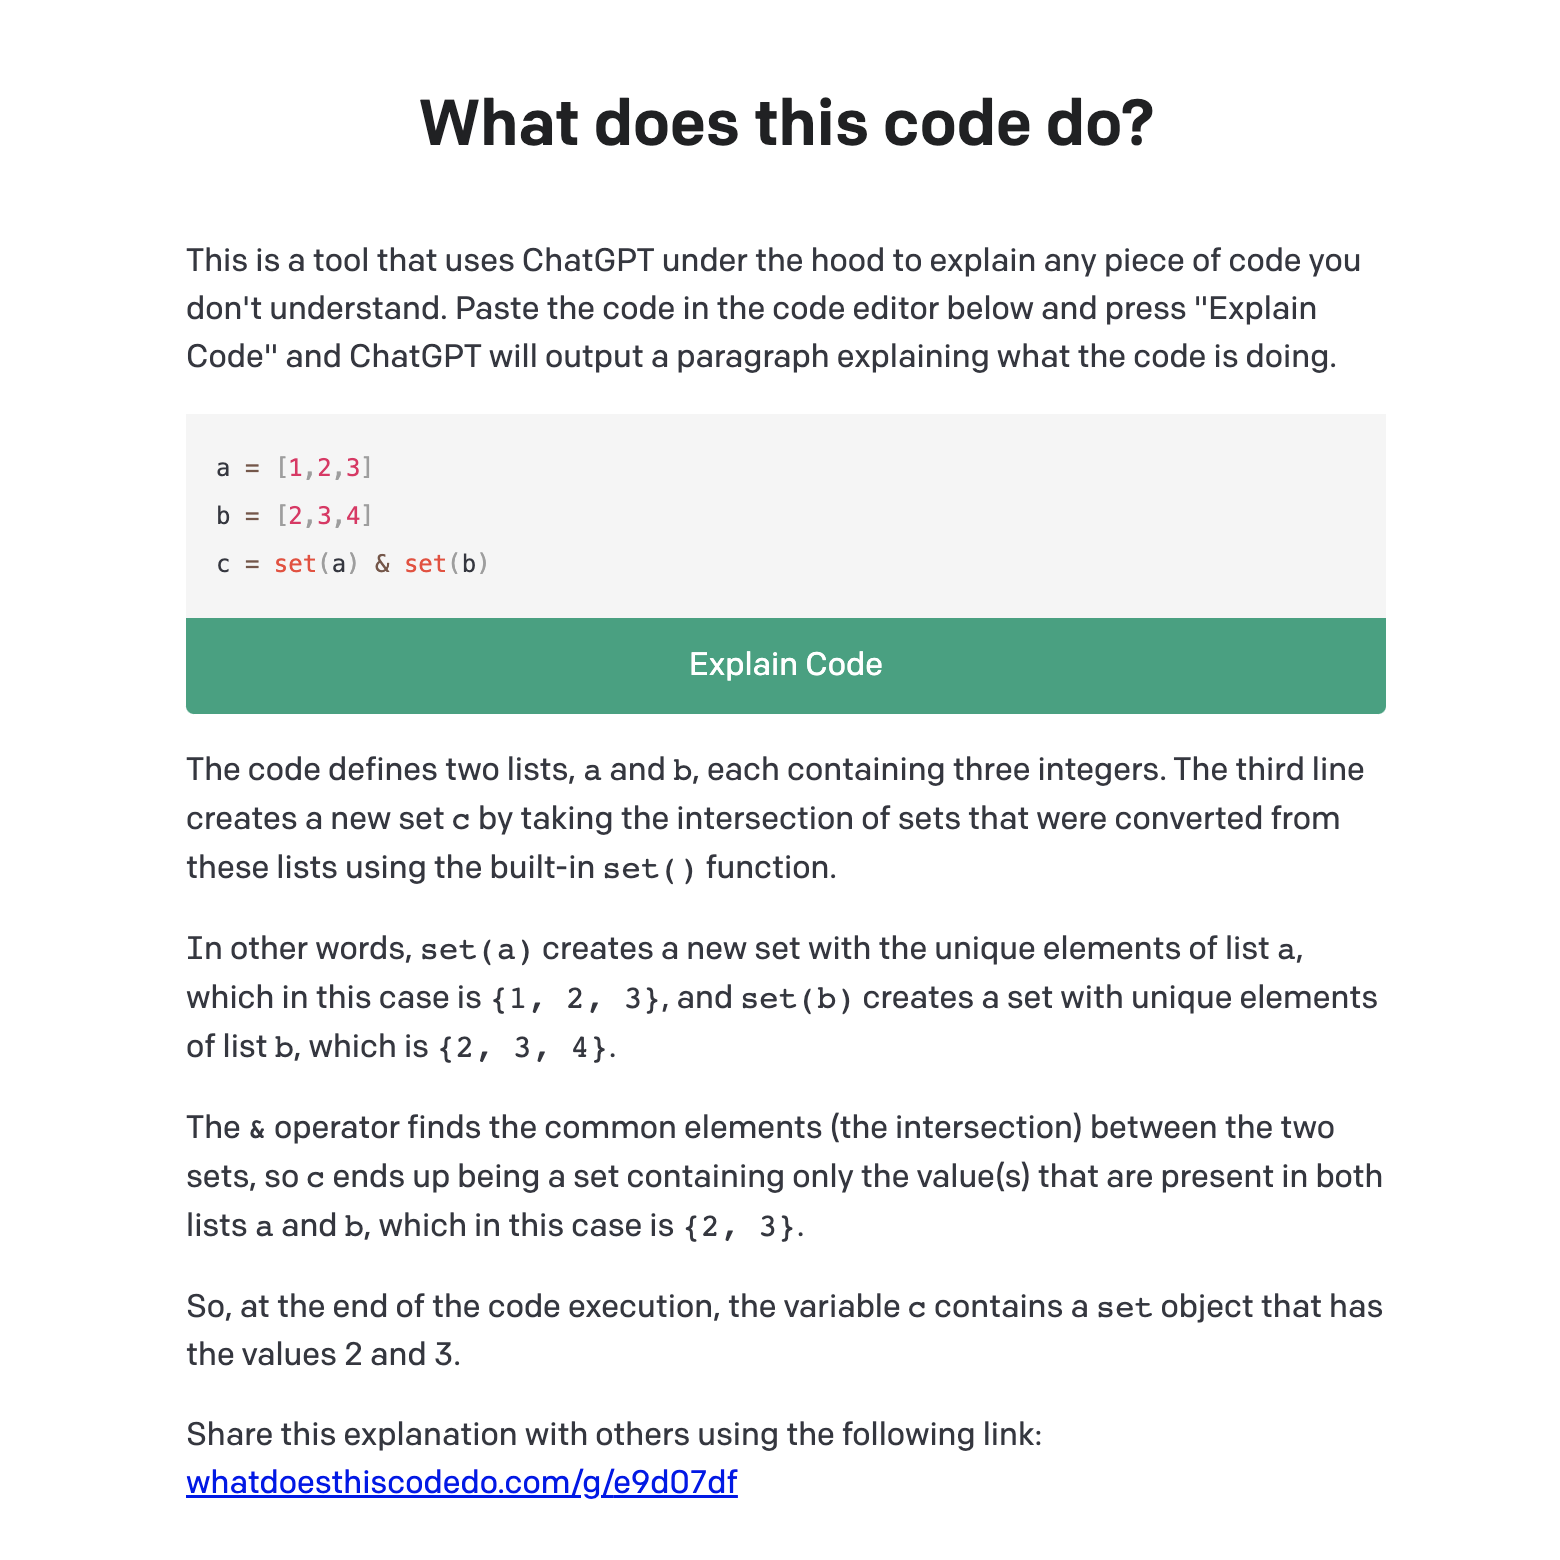 What does this code do?
This is a tool that uses ChatGPT under the hood to explain any piece of code you
don't understand. Paste the code in the code editor below and press "Explain
Code" and ChatGPT will output a paragraph explaining what the code is doing.
a = [1,2,3]
b = [2,3,4]
c = set(a) & set(b)
Explain Code
The code defines two lists, a and b, each containing three integers. The third line
creates a new set c by taking the intersection of sets that were converted from
these lists using the built-in set() function.
In other words, set(a) creates a new set with the unique elements of list a,
which in this case is {1, 2, 3}, and set(b) creates a set with unique elements
of list b, which is {2, 3, 4}.
The & operator finds the common elements (the intersection) between the two
sets, so c ends up being a set containing only the value(s) that are present in both
lists a and b, which in this case is {2, 3}.
So, at the end of the code execution, the variable c contains a set object that has
the values 2 and 3.
Share this explanation with others using the following link:
whatdoesthiscodedo.com/g/e9d07df